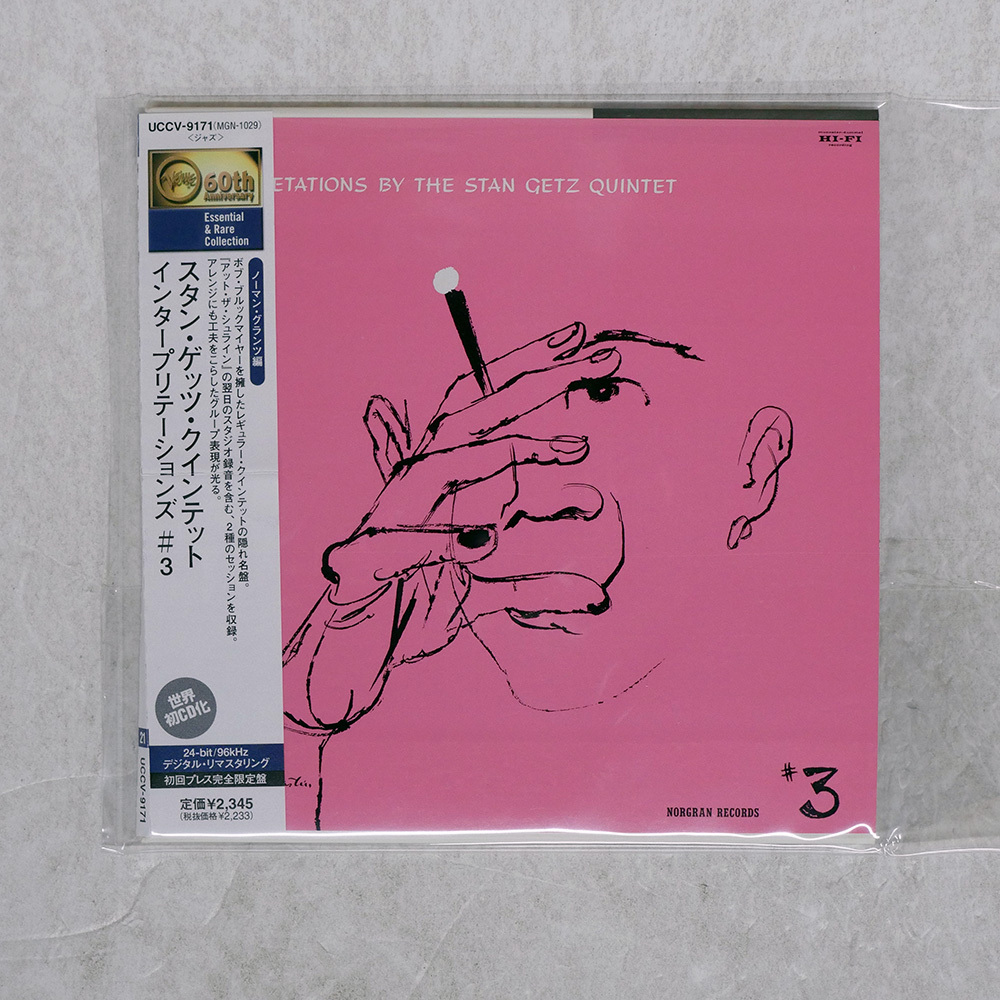 UCCV-9171(MGN-1029)
〈ジャズ〉
Verve
60th
Anniversary
Essential
& Rare
Collection
ノーマン・グランツ編
ボブ・ブルックマイヤーを擁したレギュラー・クインテットの隠れ名盤。
「アット・ザ・シュライン」の翌日のスタジオ録音を含む、2種のセッションを収録。
アレンジにも工夫をこらしたグループ表現が光る。
スタン・ゲッツ・クインテット
インタープリテーションズ #3
世界
初CD化
24-bit/96kHz
デジタル・リマスタリング
初回プレス完全限定盤
定価¥2,345
(税抜価格¥2,233)
21
UCCV-9171
ETATIONS BY THE STAN GETZ QUINTET
HI-FI
NORGRAN RECORDS
#3